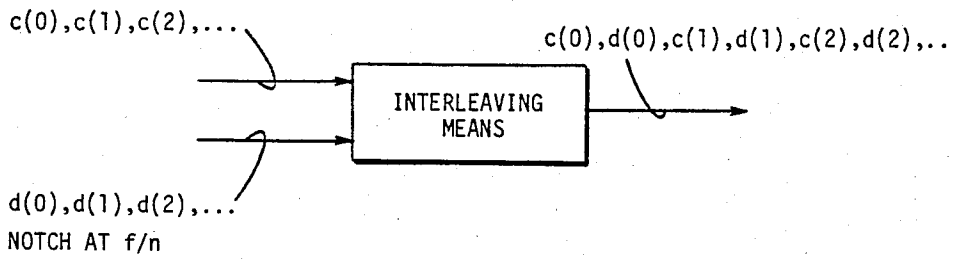 c(0),c(1),c(2),...
c(0),d(0),c(1),d(1),c(2),d(2),..
INTERLEAVING
MEANS
d(0),d(1),d(2),...
NOTCH AT f/n